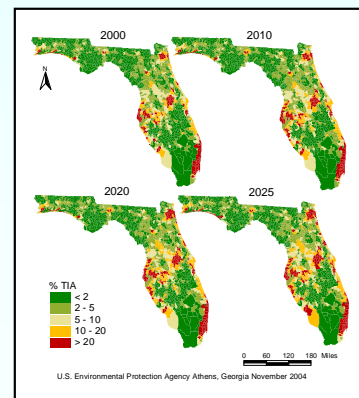 2000
2010
N
2020
2025
% TIA
< 2
2 - 5
5 - 10
10 - 20
> 20
0 60 120 180 Miles
U.S. Environmental Protection Agency Athens, Georgia November 2004